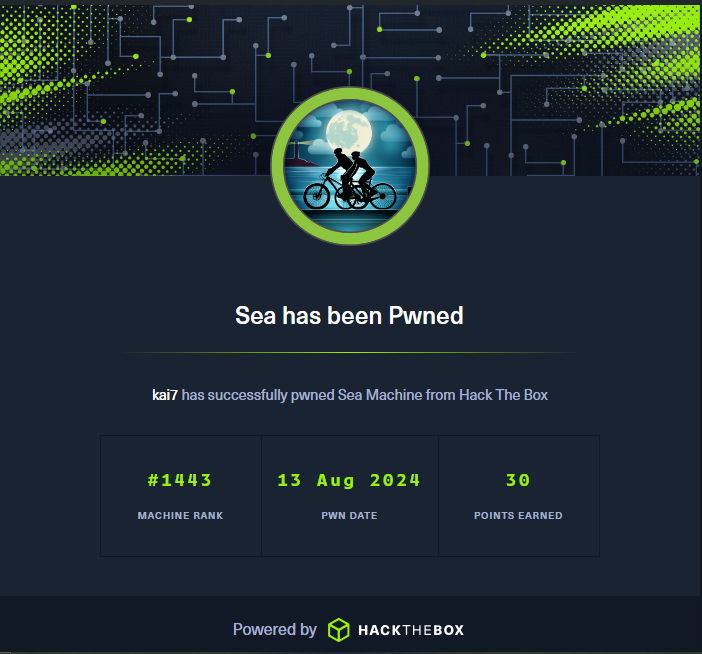 Sea has been Pwned
kai7 has successfully pwned Sea Machine from Hack The Box
#1443
MACHINE RANK
13 Aug 2024
PWN DATE
30
POINTS EARNED
Powered by HACKTHEBOX